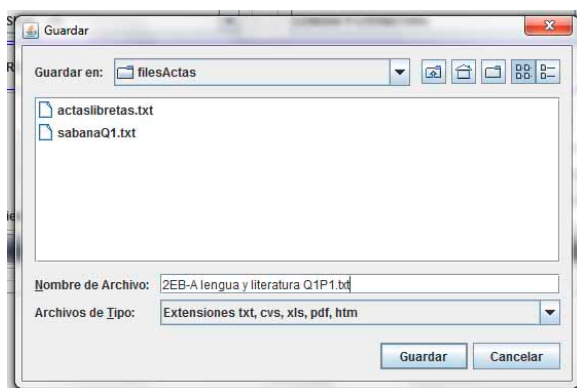 Guardar
Guardar en: filesActas
actaslibretas.txt
sabanaQ1.txt
Nombre de Archivo: 2EB-A lengua y literatura Q1P1.txt
Archivos de Tipo: Extensiones txt, cvs, xls, pdf, htm
Guardar Cancelar